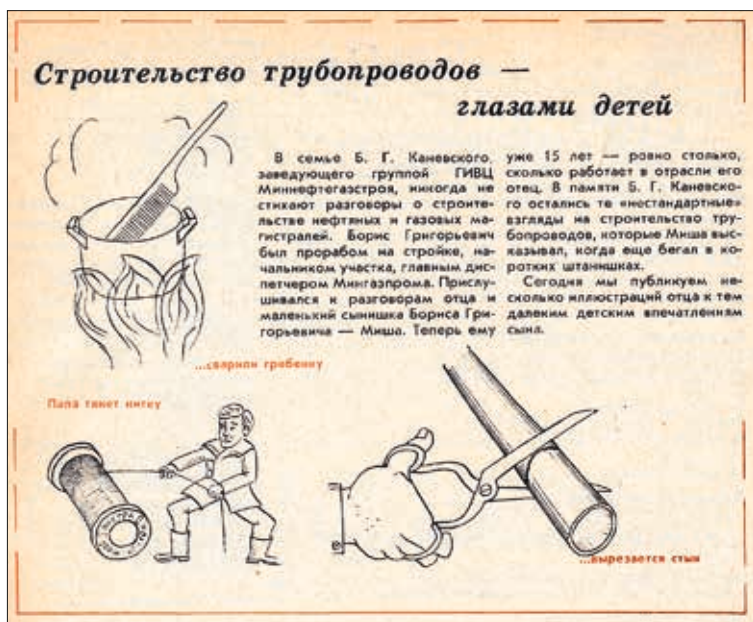 Строительство трубопроводов —
глазами детей
В семье Б. Г. Каневского,
заведующего группой ГИВЦ
Миннефтегазстроя, никогда не
стихают разговоры о строитель-
стве нефтяных и газовых ма-
гистралей. Борис Григорьевич
был прорабом на стройке, на-
чальником участка, главным дис-
петчером Мингазпрома. Прислу-
шивался к разговорам отца и
маленький сынишка Бориса Гри-
горьевича — Миша. Теперь ему
уже 15 лет — ровно столько,
сколько работает в отрасли его
отец. В памяти Б. Г. Каневско-
го остались те «нестандартные»
взгляды на строительство тру-
бопроводов, которые Миша выс-
казывал, когда еще бегал в ко-
ротких штанишках.
Сегодня мы публикуем не-
сколько иллюстраций отца к тем
далеким детским впечатлениям
сына.
...сварили гребенку
Папа тянет нитку
...вырезается стык